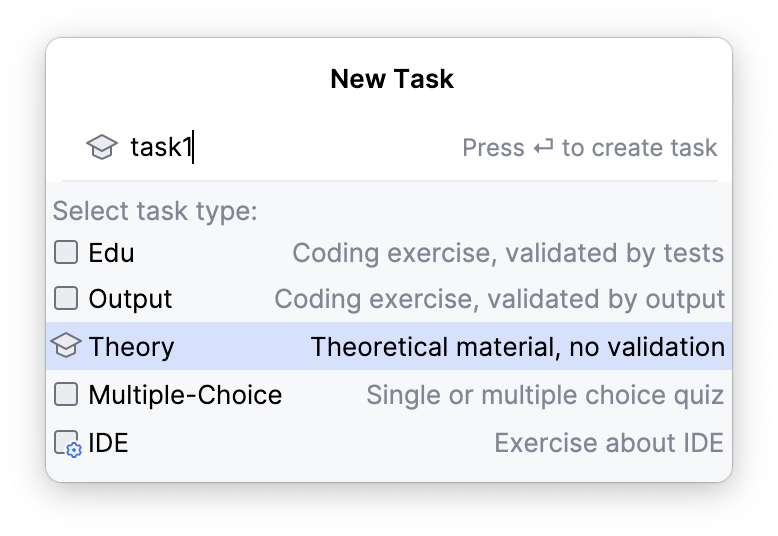 New Task
task1 Press ⏎ to create task
Select task type:
Edu Coding exercise, validated by tests
Output Coding exercise, validated by output
Theory Theoretical material, no validation
Multiple-Choice Single or multiple choice quiz
IDE Exercise about IDE